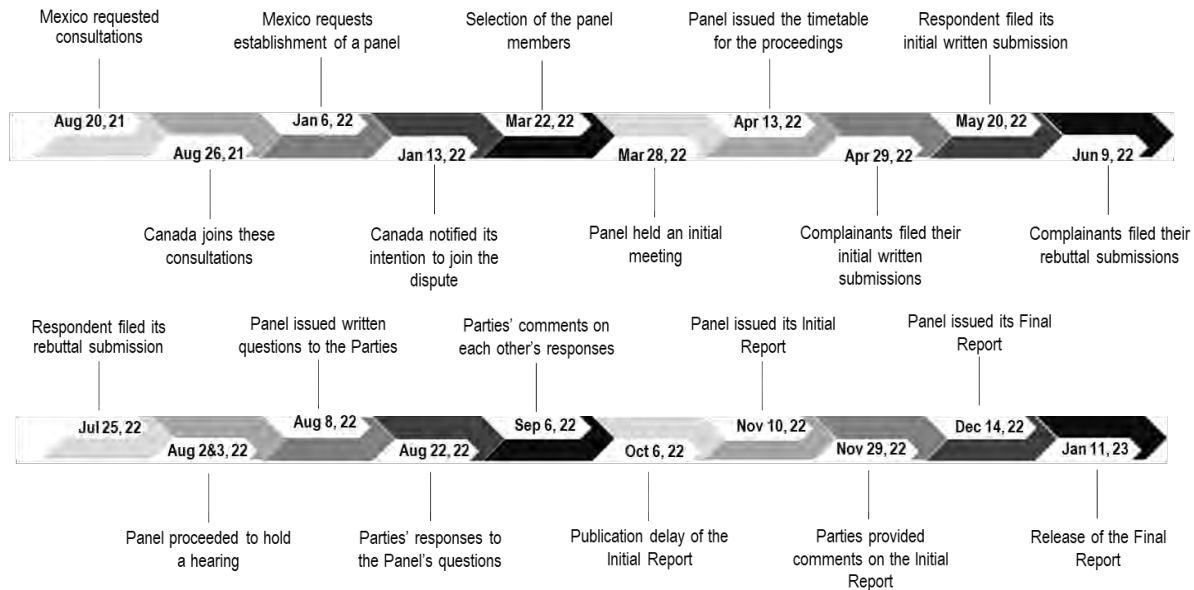 Mexico requested
consultations
Mexico requests
establishment of a panel
Selection of the panel
members
Panel issued the timetable
for the proceedings
Respondent filed its
initial written submission
Aug 20, 21
Aug 26, 21
Jan 6, 22
Jan 13, 22
Mar 22, 22
Mar 28, 22
Apr 13, 22
Apr 29, 22
May 20, 22
Jun 9, 22
Canada joins these
consultations
Canada notified its
intention to join the
dispute
Panel held an initial
meeting
Complainants filed their
initial written
submissions
Complainants filed their
rebuttal submissions
Respondent filed its
rebuttal submission
Panel issued written
questions to the Parties
Parties’ comments on
each other’s responses
Panel issued its Initial
Report
Panel issued its Final
Report
Jul 25, 22
Aug 2&3, 22
Aug 8, 22
Aug 22, 22
Sep 6, 22
Oct 6, 22
Nov 10, 22
Nov 29, 22
Dec 14, 22
Jan 11, 23
Panel proceeded to hold
a hearing
Parties’ responses to
the Panel’s questions
Publication delay of the
Initial Report
Parties provided
comments on the Initial
Report
Release of the Final
Report